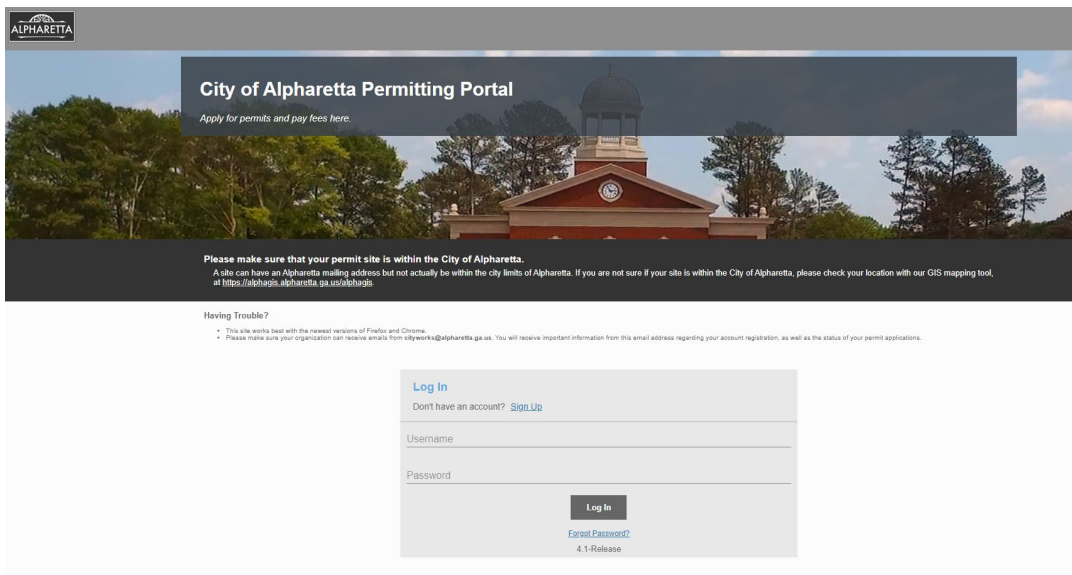 ALPHARETTA
City of Alpharetta Permitting Portal
Apply for permits and pay fees here.
Please make sure that your permit site is within the City of Alpharetta.
A site can have an Alpharetta mailing address but not actually be within the city limits of Alpharetta. If you are not sure if your site is within the City of Alpharetta, please check your location with our GIS mapping tool,
at https://alphagis.alpharetta.ga.us/alphagis.
Having Trouble?
• This site works best with the newest versions of Firefox and Chrome.
• Please make sure your organization can receive emails from cityworks@alpharetta.ga.us. You will receive important information from this email address regarding your account registration, as well as the status of your permit applications.
Log In
Don't have an account? Sign Up
Username
Password
Log In
Forgot Password?
4.1-Release